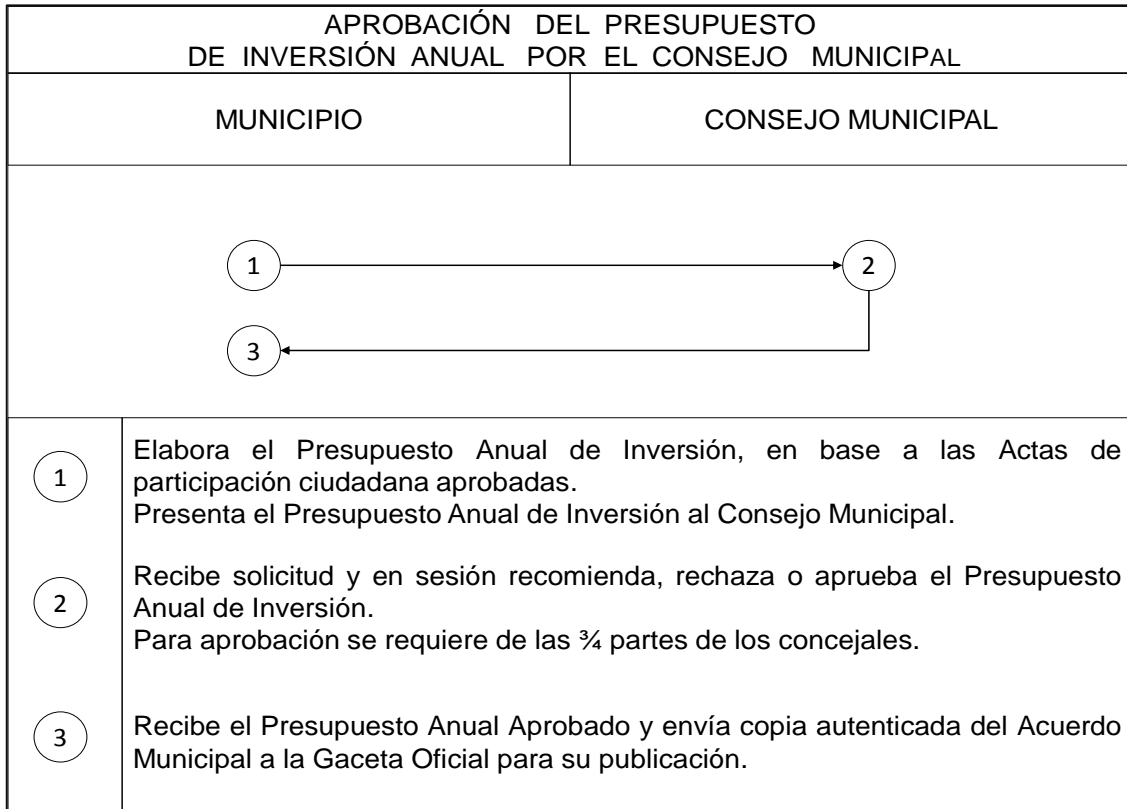 APROBACIÓN DEL PRESUPUESTO
DE INVERSIÓN ANUAL POR EL CONSEJO MUNICIPAL
MUNICIPIO
CONSEJO MUNICIPAL
1
2
3
1
Elabora el Presupuesto Anual de Inversión, en base a las Actas de
participación ciudadana aprobadas.
Presenta el Presupuesto Anual de Inversión al Consejo Municipal.
2
Recibe solicitud y en sesión recomienda, rechaza o aprueba el Presupuesto
Anual de Inversión.
Para aprobación se requiere de las ¾ partes de los concejales.
3
Recibe el Presupuesto Anual Aprobado y envía copia autenticada del Acuerdo
Municipal a la Gaceta Oficial para su publicación.